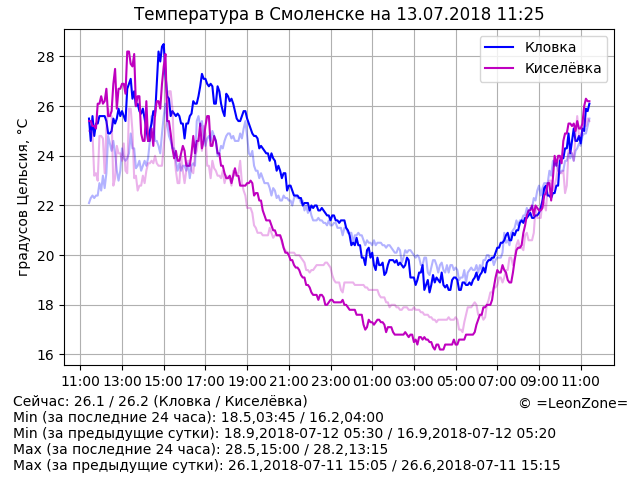 Температура в Смоленске на 13.07.2018 11:25
Кловка
Киселёвка
градусов Цельсия, °C
28
26
24
22
20
18
16
11:00 13:00 15:00 17:00 19:00 21:00 23:00 01:00 03:00 05:00 07:00 09:00 11:00
Сейчас: 26.1 / 26.2 (Кловка / Киселёвка)
© =LeonZone=
Min (за последние 24 часа): 18.5,03:45 / 16.2,04:00
Min (за предыдущие сутки): 18.9,2018-07-12 05:30 / 16.9,2018-07-12 05:20
Max (за последние 24 часа): 28.5,15:00 / 28.2,13:15
Max (за предыдущие сутки): 26.1,2018-07-11 15:05 / 26.6,2018-07-11 15:15